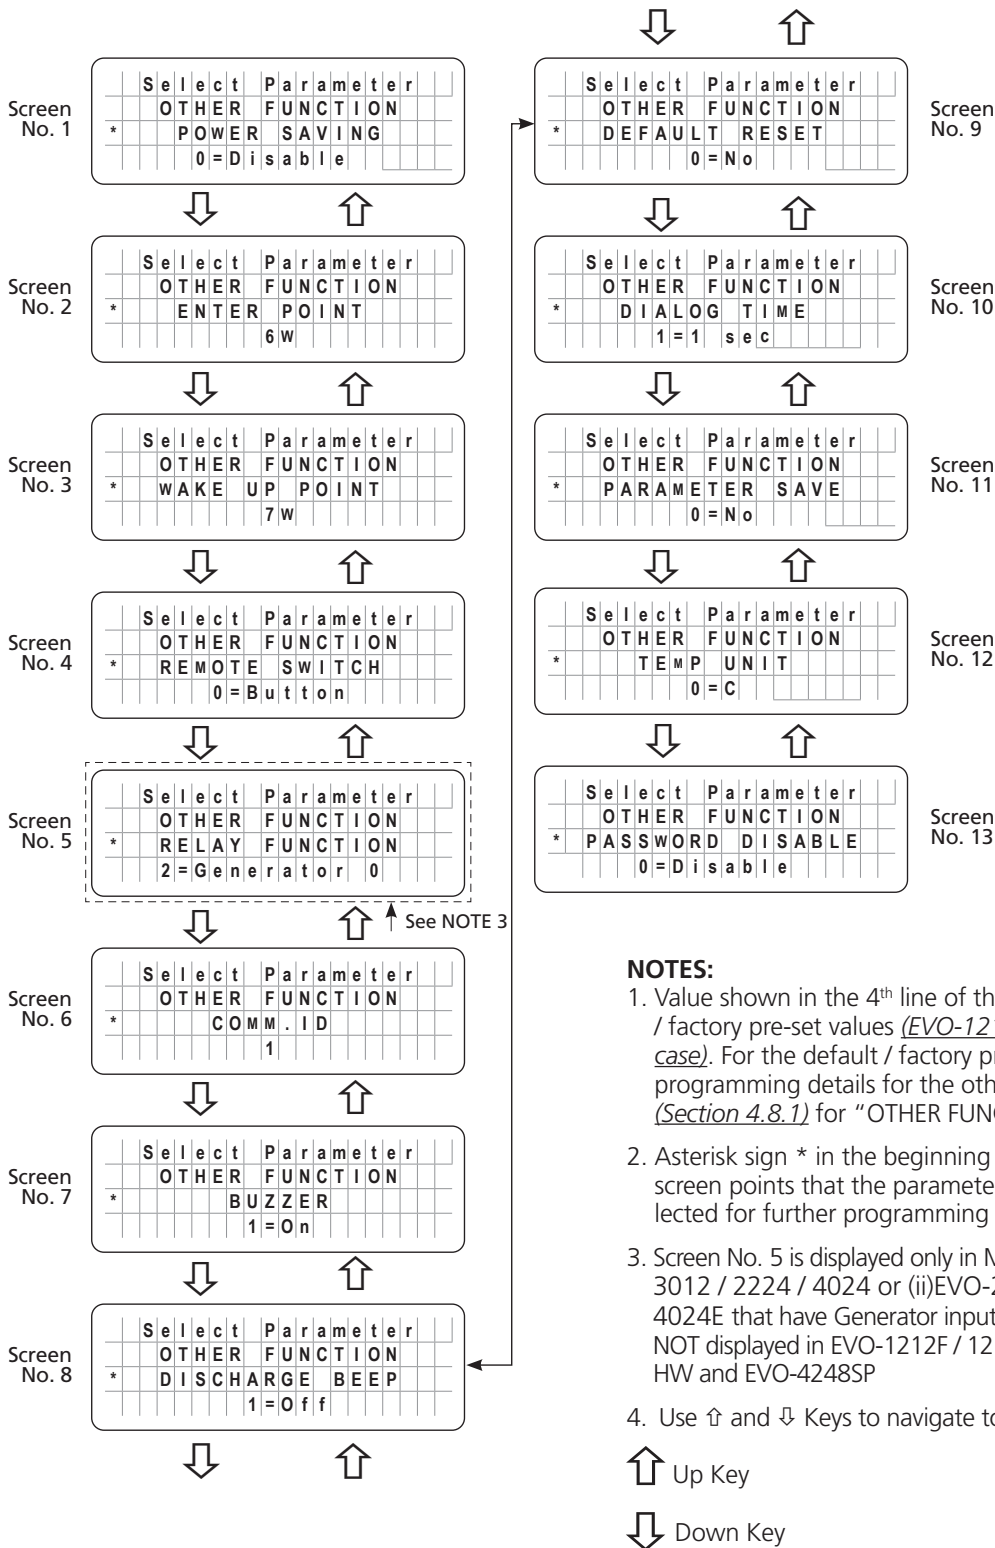 Screen No. 1
Select Parameter
OTHER FUNCTION
* POWER SAVING
0=Disable
Screen No. 2
Select Parameter
OTHER FUNCTION
* ENTER POINT
6W
Screen No. 3
Select Parameter
OTHER FUNCTION
* WAKE UP POINT
7W
Screen No. 4
Select Parameter
OTHER FUNCTION
* REMOTE SWITCH
0=Button
Screen No. 5
Select Parameter
OTHER FUNCTION
* RELAY FUNCTION
2=Generator 0
See NOTE 3
Screen No. 6
Select Parameter
OTHER FUNCTION
* COMM.ID
1
Screen No. 7
Select Parameter
OTHER FUNCTION
* BUZZER
1=On
Screen No. 8
Select Parameter
OTHER FUNCTION
* DISCHARGE BEEP
1=Off
Select Parameter
OTHER FUNCTION
* DEFAULT RESET
0=No
Screen No. 9
Select Parameter
OTHER FUNCTION
* DIALOG TIME
1=1 sec
Screen No. 10
Select Parameter
OTHER FUNCTION
* PARAMETER SAVE
0=No
Screen No. 11
Select Parameter
OTHER FUNCTION
* TEMP UNIT
0=C
Screen No. 12
Select Parameter
OTHER FUNCTION
* PASSWORD DISABLE
0=Disable
Screen No. 13
NOTES:
1. Value shown in the 4th line of th
/ factory pre-set values (EVO-121
case). For the default / factory p
programming details for the oth
(Section 4.8.1) for “OTHER FUN
2. Asterisk sign * in the beginning
screen points that the paramete
lected for further programming
3. Screen No. 5 is displayed only in M
3012 / 2224 / 4024 or (ii)EVO-2
4024E that have Generator input
NOT displayed in EVO-1212F / 12
HW and EVO-4248SP
4. Use ⇧ and ⇩ Keys to navigate to
⇧ Up Key
⇩ Down Key